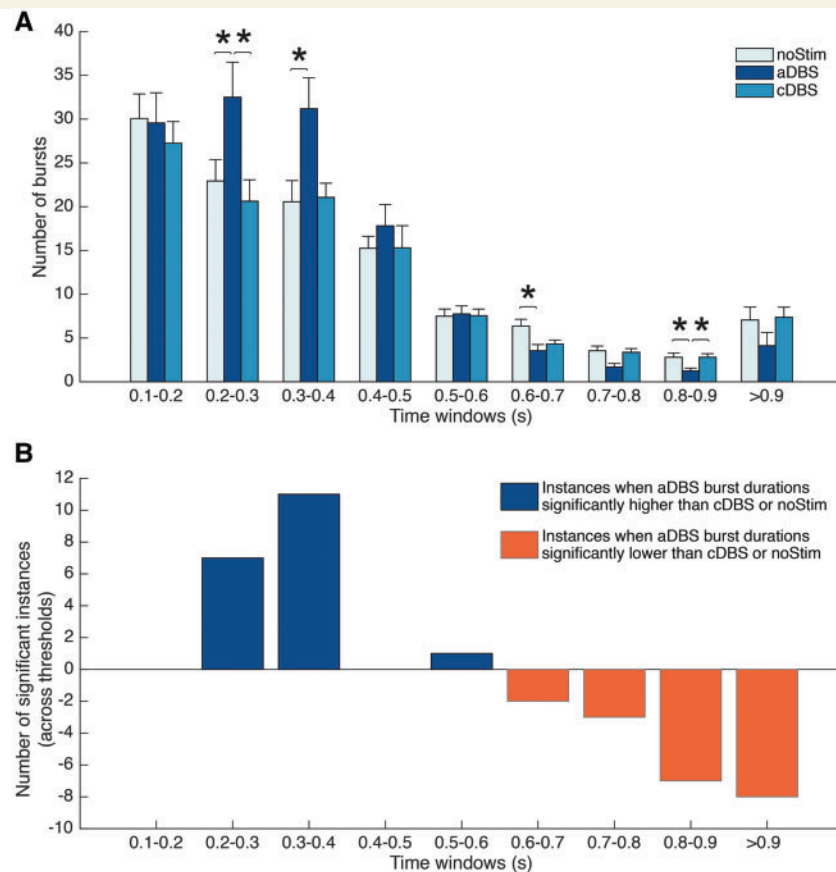 A
40
35
30
25
20
15
10
5
0
Number of bursts
* * *
*
* *
noStim
aDBS
cDBS
0.1-0.2 0.2-0.3 0.3-0.4 0.4-0.5 0.5-0.6 0.6-0.7 0.7-0.8 0.8-0.9 >0.9
Time windows (s)
B
12
10
8
6
4
2
0
-2
-4
-6
-8
-10
Number of significant instances
(across thresholds)
Instances when aDBS burst durations
significantly higher than cDBS or noStim
Instances when aDBS burst durations
significantly lower than cDBS or noStim
0.1-0.2 0.2-0.3 0.3-0.4 0.4-0.5 0.5-0.6 0.6-0.7 0.7-0.8 0.8-0.9 >0.9
Time windows (s)